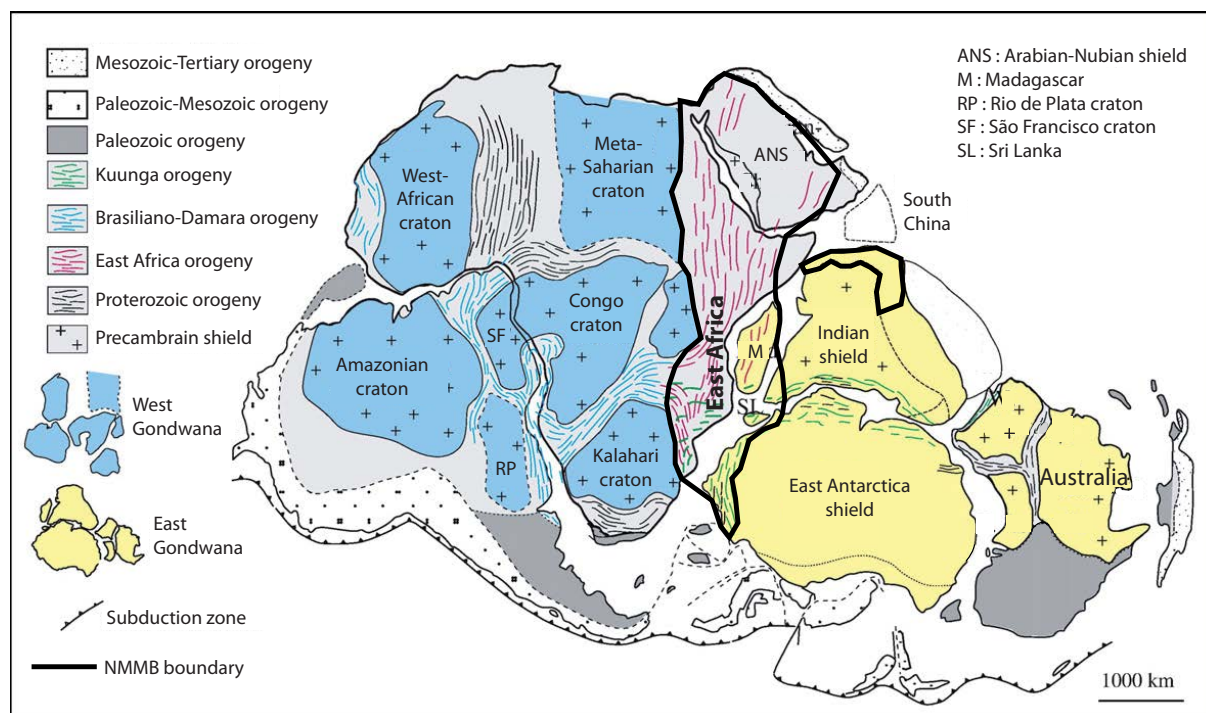 Mesozoic-Tertiary orogeny
Paleozoic-Mesozoic orogeny
Paleozoic orogeny
Kuunga orogeny
Brasiliano-Damara orogeny
East Africa orogeny
Proterozoic orogeny
Precambrain shield
West
Gondwana
East
Gondwana
Subduction zone
NMMB boundary
ANS : Arabian-Nubian shield
M : Madagascar
RP : Rio de Plata craton
SF : São Francisco craton
SL : Sri Lanka
West-
African
craton
Meta-
Saharian
craton
ANS
South
China
Congo
craton
SF
Amazonian
craton
RP
Kalahari
craton
East Africa
M
SL
Indian
shield
East Antarctica
shield
Australia
1000 km